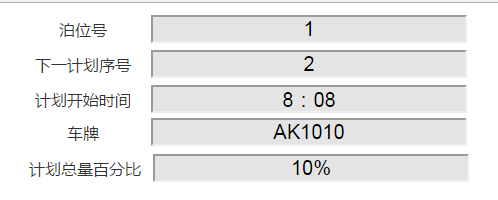 泊位号 1
下一计划序号 2
计划开始时间 8：08
车牌 AK1010
计划总量百分比 10%